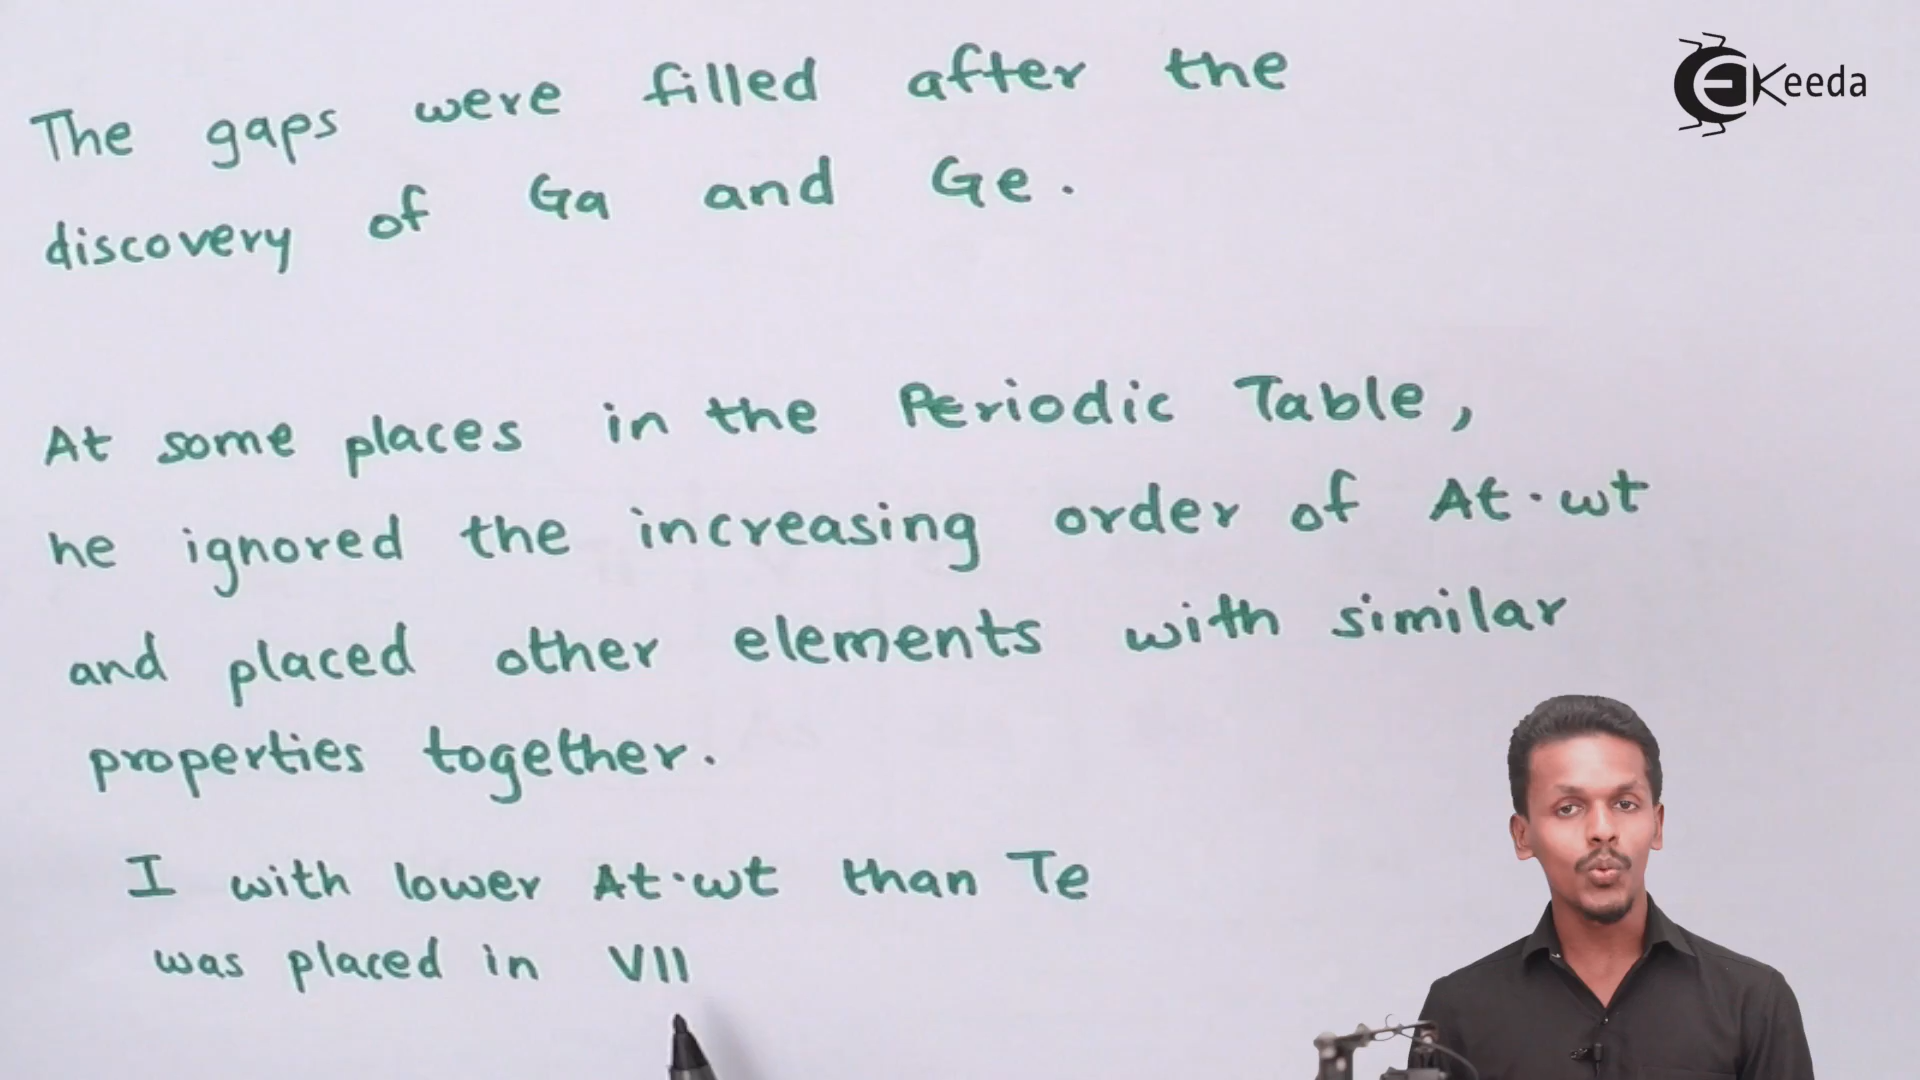 The gaps were filled after the
discovery of Ga and Ge.
At some places in the Periodic Table,
he ignored the increasing order of At.wt
and placed other elements with similar
properties together.
I with lower At.wt than Te
was placed in VII
EKeeda